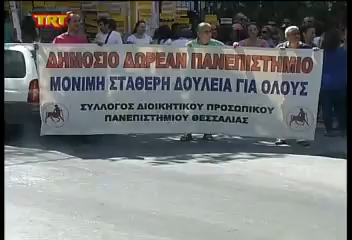 TRT
ΔΗΜΟΣΙΟ ΔΩΡΕΑΝ ΠΑΝΕΠΙΣΤΗΜΙΟ
ΜΟΝΙΜΗ ΣΤΑΘΕΡΗ ΔΟΥΛΕΙΑ ΓΙΑ ΟΛΟΥΣ
ΣΥΛΛΟΓΟΣ ΔΙΟΙΚΗΤΙΚΟΥ ΠΡΟΣΩΠΙΚΟΥ
ΠΑΝΕΠΙΣΤΗΜΙΟΥ ΘΕΣΣΑΛΙΑΣ